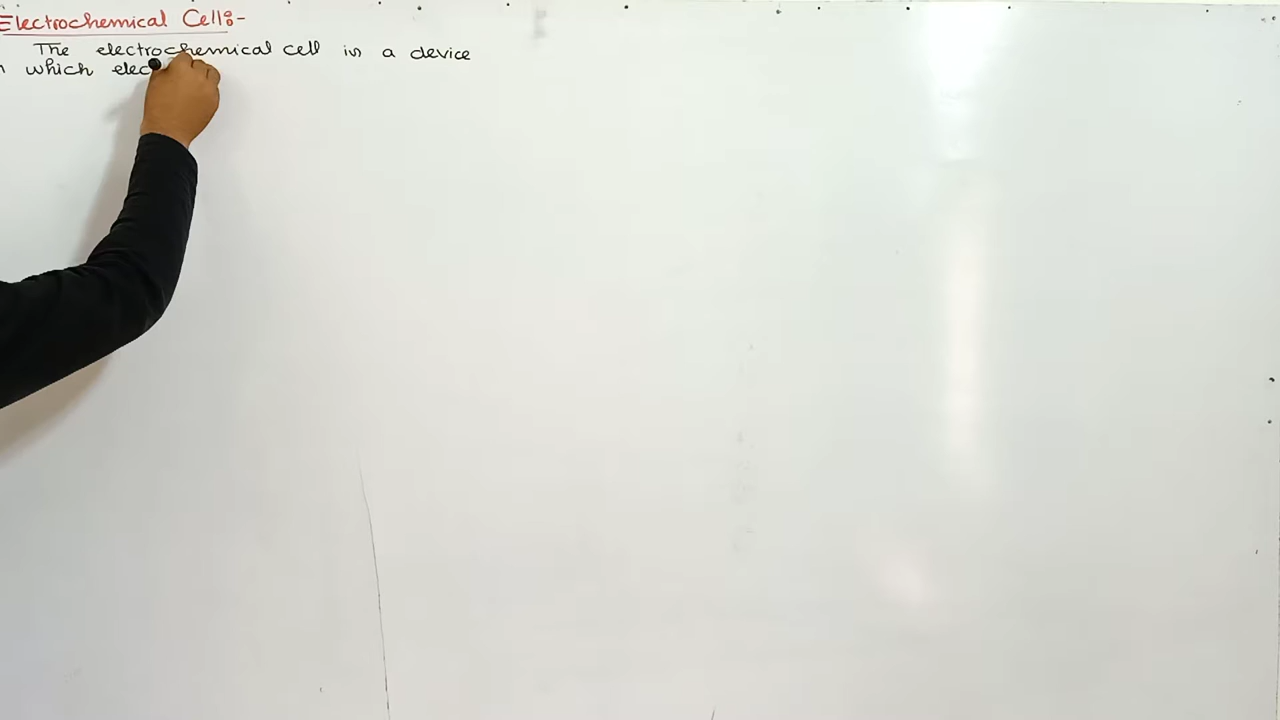 Electrochemical Cell:-
The electrochemical cell is a device
which elec